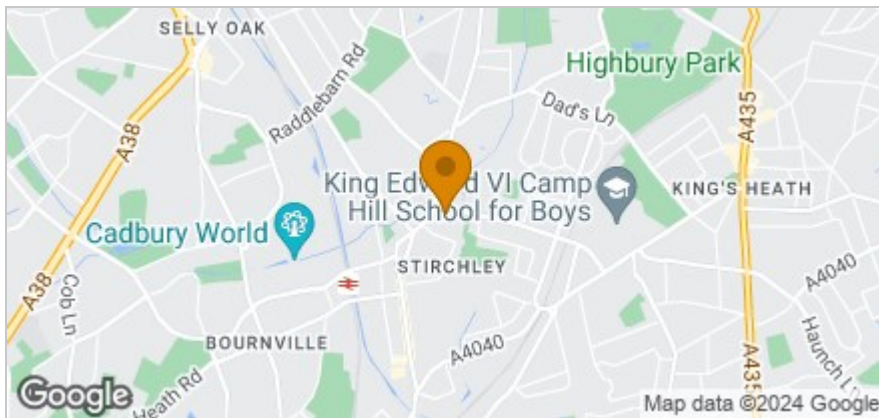 SELLY OAK
Highbury Park
Raddlebarn Rd
Dad's Ln
A435
A38
King Edward VI Camp
Hill School for Boys
KING'S HEATH
Cadbury World
STIRCHLEY
A38
Cob Ln
A4040
BOURNVILLE
A4040
Haunch L
A435
Heath Rd
Google
Map data ©2024 Google